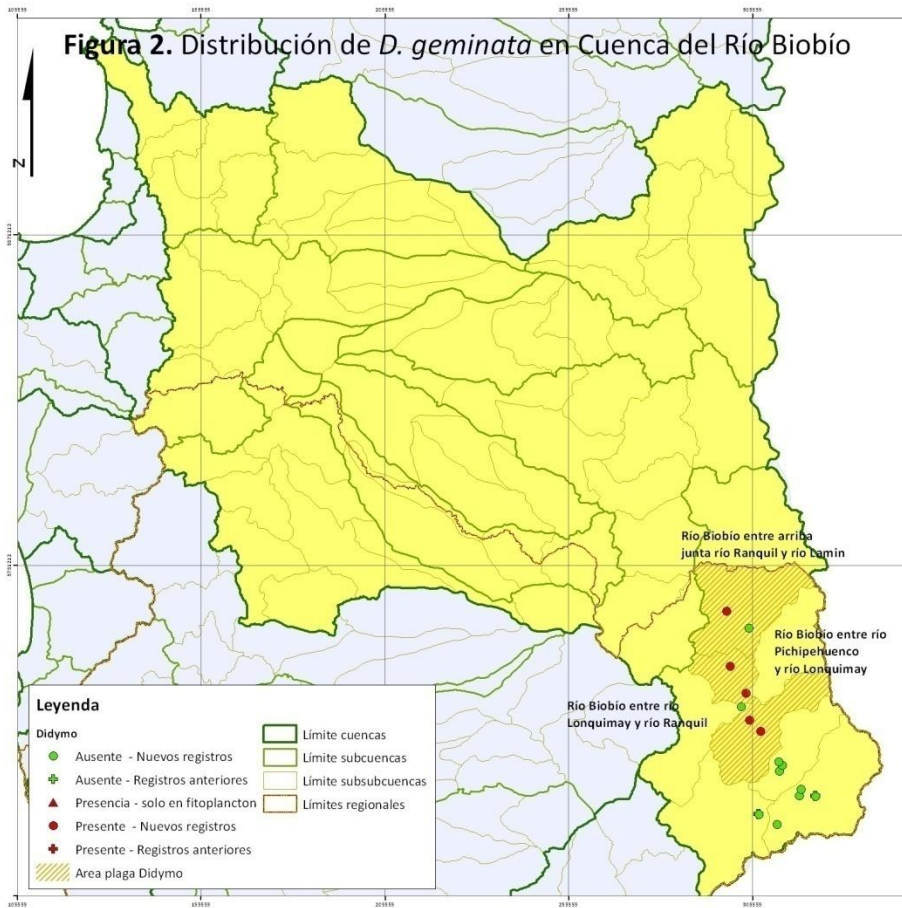 Figura 2. Distribución de D. geminata en Cuenca del Río Biobío
N
Río Biobío entre arriba
junta río Ranquil y río Lamin
Río Biobío entre río
Pichipehuenco
y río Lonquimay
Río Biobío entre río
Lonquimay y río Ranquil
Leyenda
Didymo
Ausente - Nuevos registros
Ausente - Registros anteriores
Presencia - solo en fitoplancton
Presente - Nuevos registros
Presente - Registros anteriores
Area plaga Didymo
Límite cuencas
Límite subcuencas
Límite subsubcuencas
Límites regionales